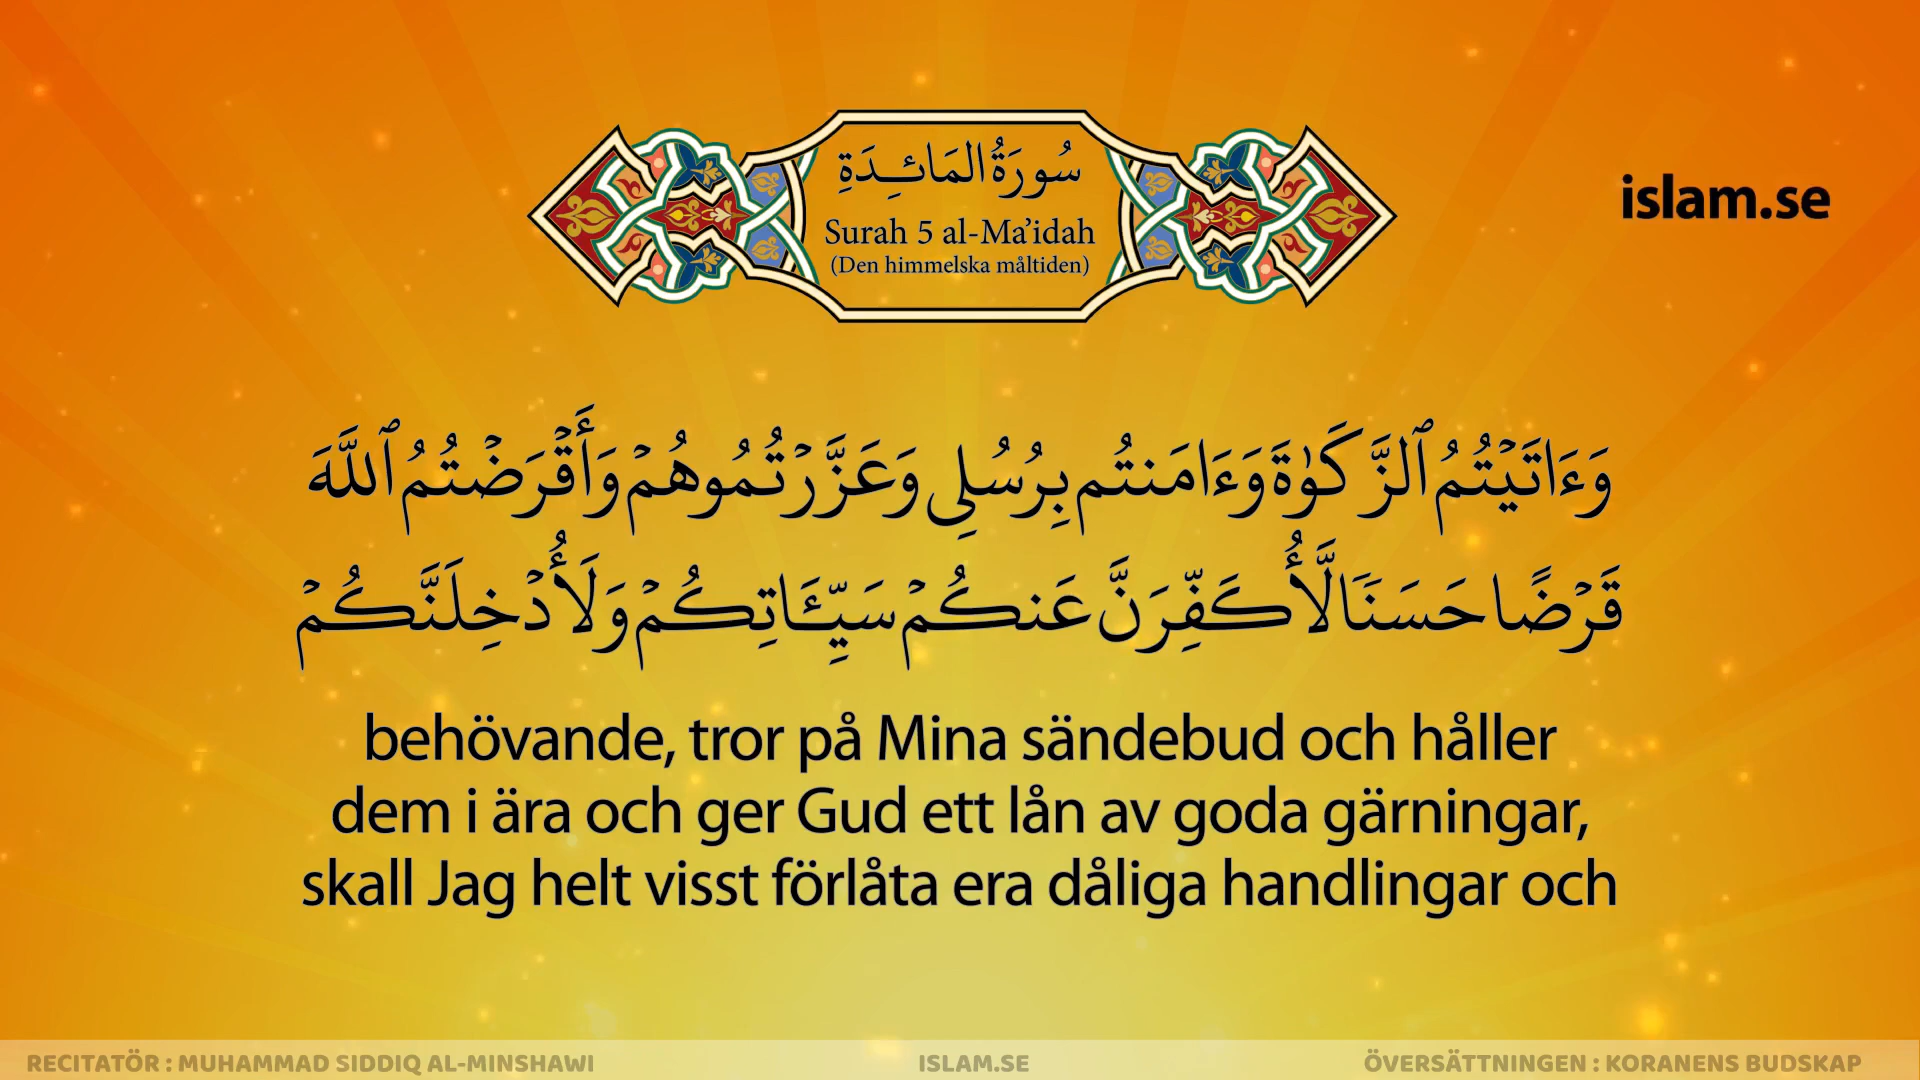 سُورَةُ المَائِدَةِ
Surah 5 al-Ma’idah
(Den himmelska måltiden)
islam.se
وَءَاتَيْتُمُ ٱلزَّكَوٰةَ وَءَامَنتُم بِرُسُلِى وَعَزَّرْتُمُوهُمْ وَأَقْرَضْتُمُ ٱللَّهَ
قَرْضًا حَسَنًا لَّأُكَفِّرَنَّ عَنكُمْ سَيِّـَٔاتِكُمْ وَلَأُدْخِلَنَّكُمْ
behövande, tror på Mina sändebud och håller
dem i ära och ger Gud ett lån av goda gärningar,
skall Jag helt visst förlåta era dåliga handlingar och
RECITATÖR : MUHAMMAD SIDDIQ AL-MINSHAWI
ISLAM.SE
ÖVERSÄTTNINGEN : KORANENS BUDSKAP